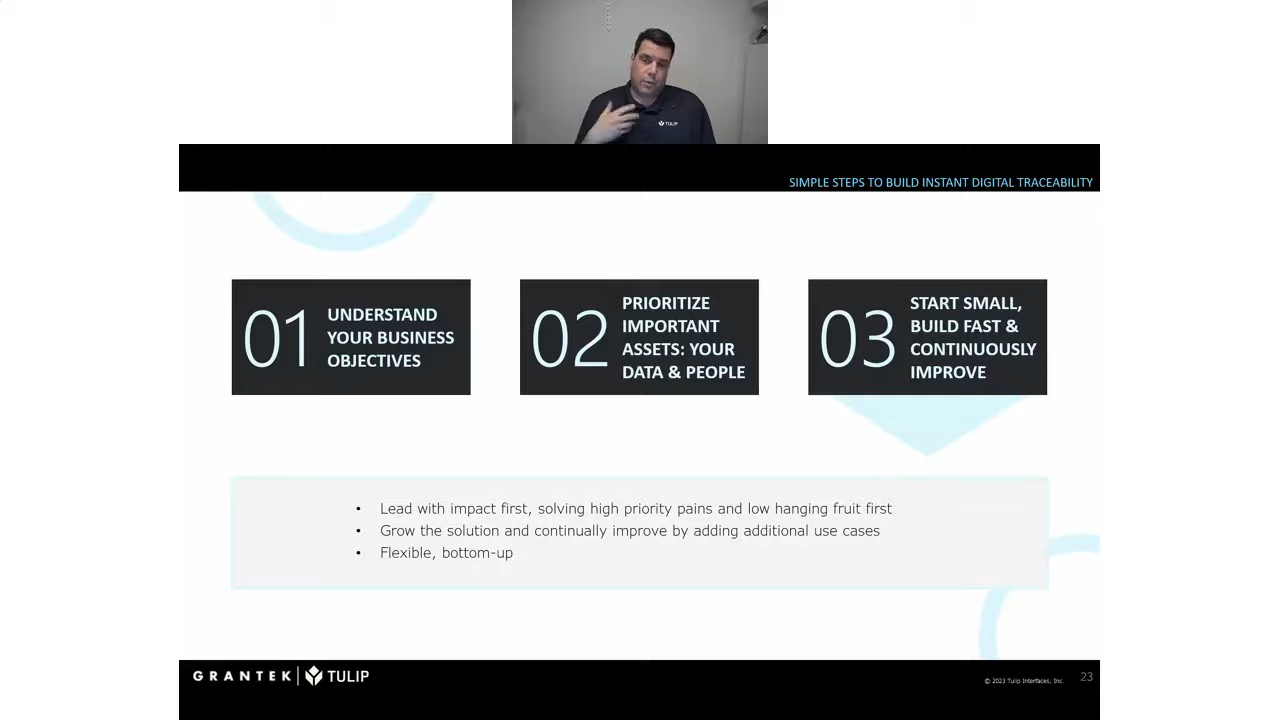 TULIP
SIMPLE STEPS TO BUILD INSTANT DIGITAL TRACEABILITY
01
UNDERSTAND
YOUR BUSINESS
OBJECTIVES
02
PRIORITIZE
IMPORTANT
ASSETS: YOUR
DATA & PEOPLE
03
START SMALL,
BUILD FAST &
CONTINUOUSLY
IMPROVE
• Lead with impact first, solving high priority pains and low hanging fruit first
• Grow the solution and continually improve by adding additional use cases
• Flexible, bottom-up
GRANTEK | TULIP
© 2023 Tulip Interfaces, Inc.
23